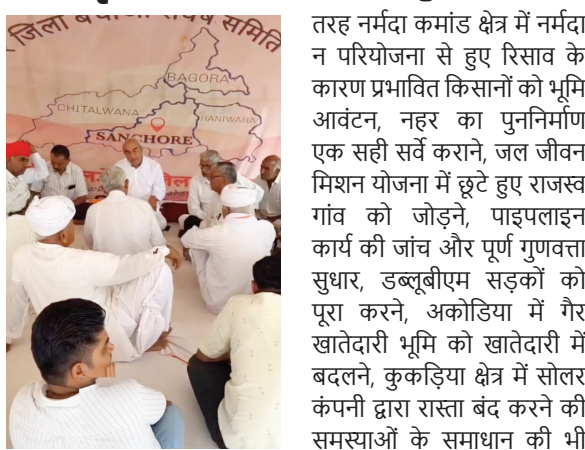 जिला बचाओ संघर्ष समिति
BAGORA
CHITALWANA
RANIWARA
SANCHORE
तरह नर्मदा कमांड क्षेत्र में नर्मदा
न परियोजना से हुए रिसाव के
कारण प्रभावित किसानों को भूमि
आवंटन, नहर का पुननिर्माण
एक सही सर्वे कराने, जल जीवन
मिशन योजना में छूटे हुए राजस्व
गांव को जोड़ने, पाइपलाइन
कार्य की जांच और पूर्ण गुणवत्ता
सुधार, डब्लूबीएम सड़कों को
पूरा करने, अकोडिया में गैर
खातेदारी भूमि को खातेदारी में
बदलने, कुकड़िया क्षेत्र में सोलर
कंपनी द्वारा रास्ता बंद करने की
समस्याओं के समाधान की भी